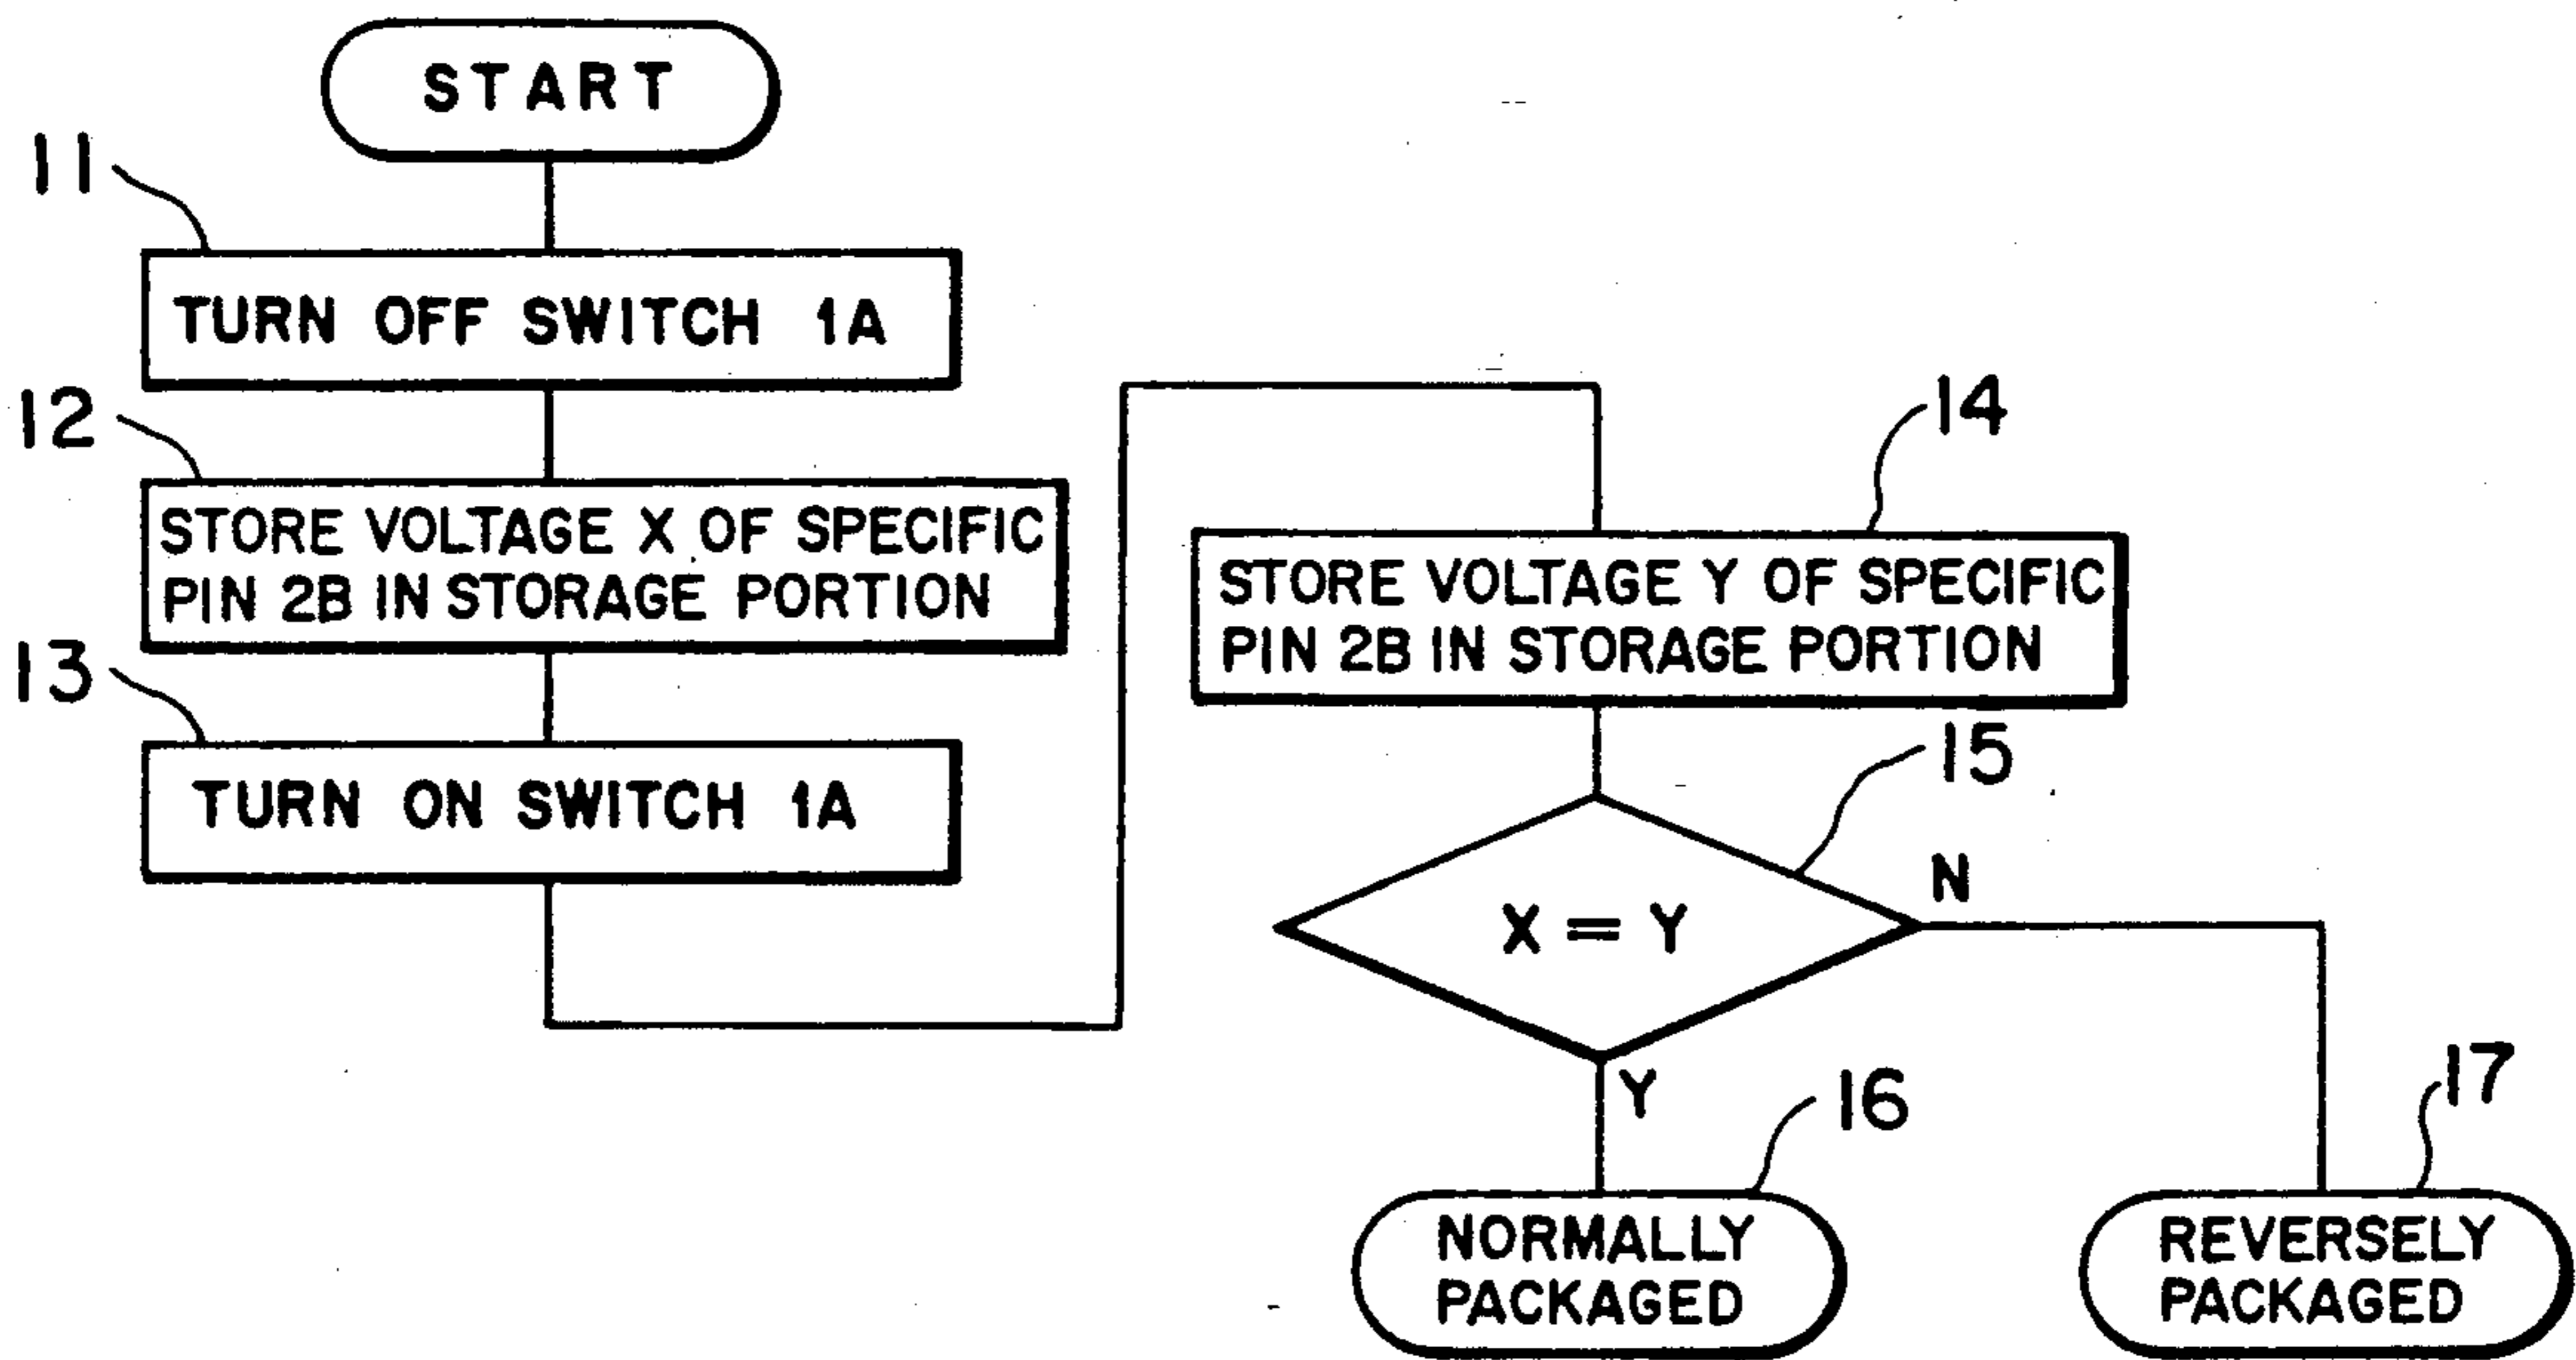 START
11
TURN OFF SWITCH 1A
12
STORE VOLTAGE X OF SPECIFIC
PIN 2B IN STORAGE PORTION
13
TURN ON SWITCH 1A
14
STORE VOLTAGE Y OF SPECIFIC
PIN 2B IN STORAGE PORTION
15
X = Y
N
Y
16
NORMALLY
PACKAGED
17
REVERSELY
PACKAGED